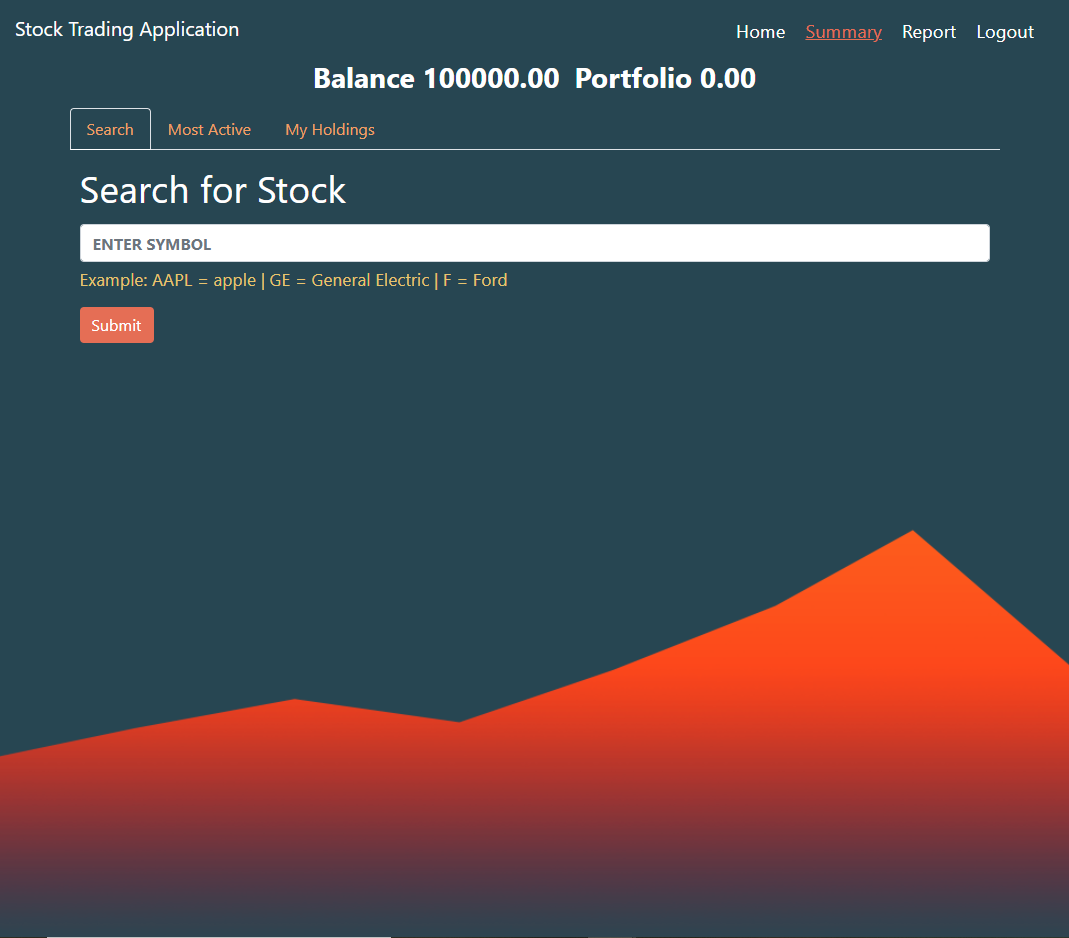 Stock Trading Application
Home Summary Report Logout
Balance 100000.00 Portfolio 0.00
Search Most Active My Holdings
Search for Stock
ENTER SYMBOL
Example: AAPL = apple | GE = General Electric | F = Ford
Submit